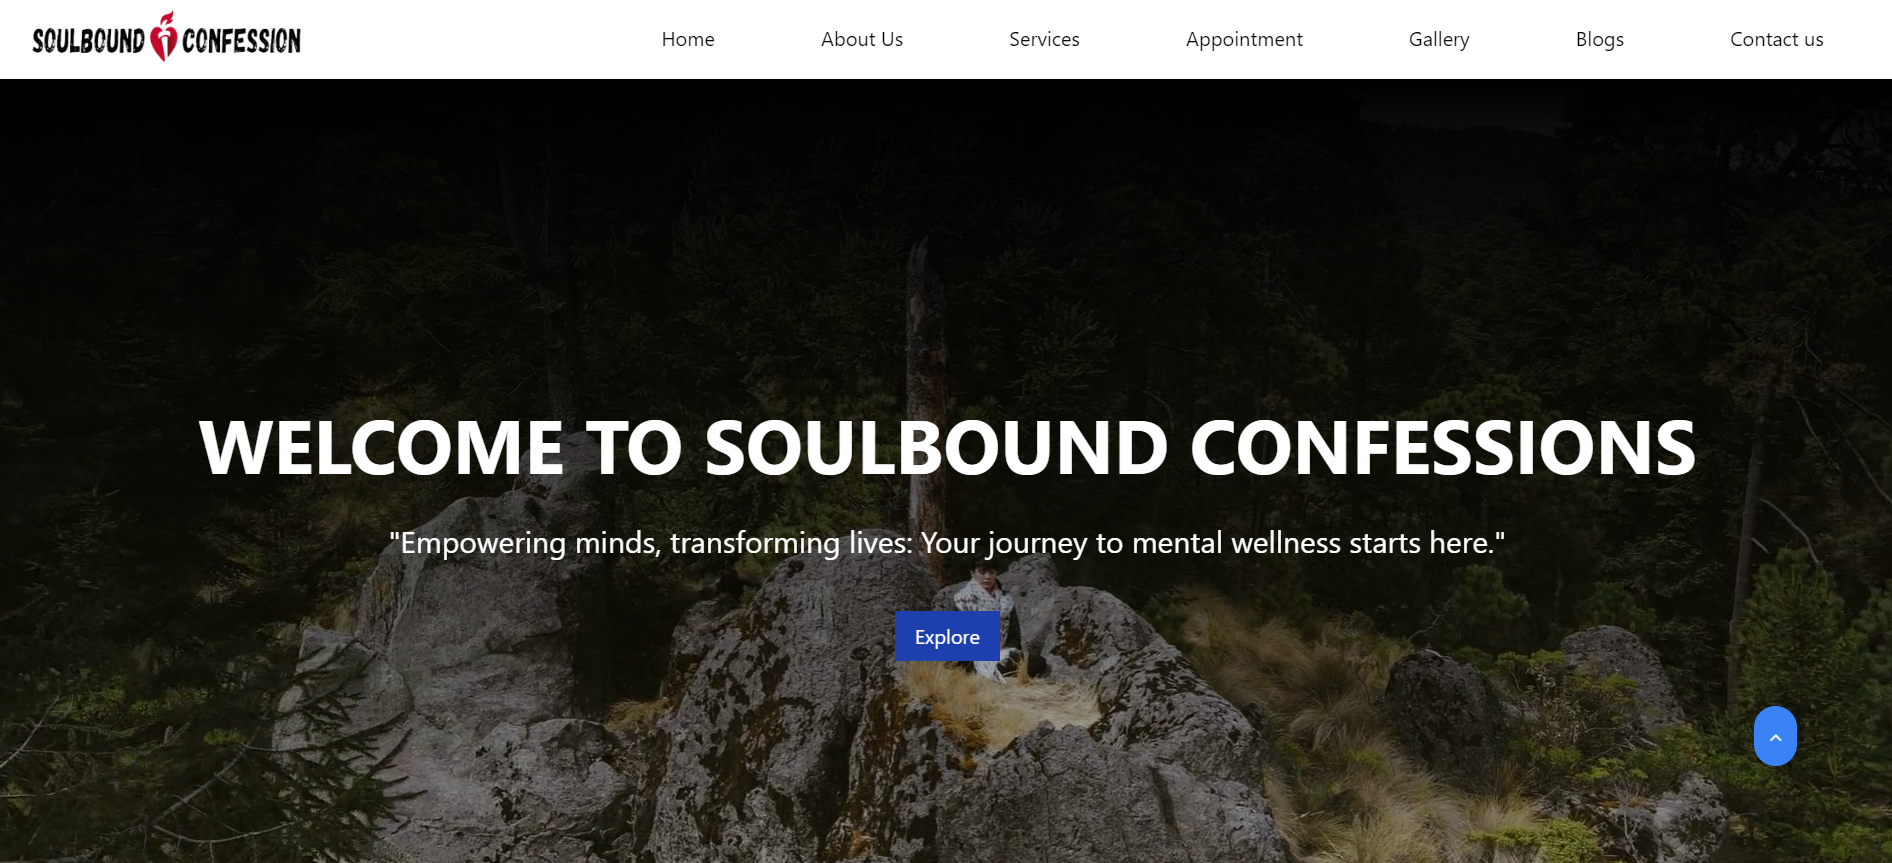 SOULBOUND CONFESSION
Home
About Us
Services
Appointment
Gallery
Blogs
Contact us
WELCOME TO SOULBOUND CONFESSIONS
"Empowering minds, transforming lives: Your journey to mental wellness starts here."
Explore